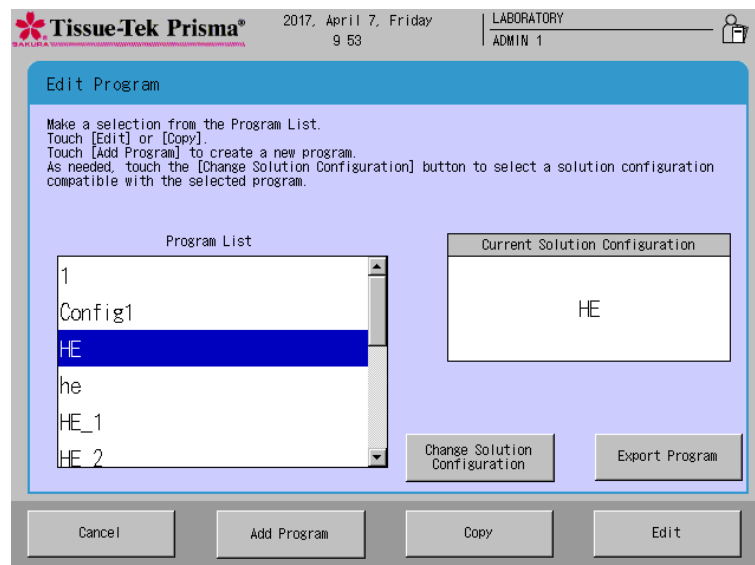 SAKURA
Tissue-Tek Prisma®
2017, April 7, Friday
9 53
LABORATORY
ADMIN 1
Edit Program
Make a selection from the Program List.
Touch [Edit] or [Copy].
Touch [Add Program] to create a new program.
As needed, touch the [Change Solution Configuration] button to select a solution configuration
compatible with the selected program.
Program List
1
Config1
HE
he
HE_1
HE_2
Current Solution Configuration
HE
Change Solution
Configuration
Export Program
Cancel
Add Program
Copy
Edit